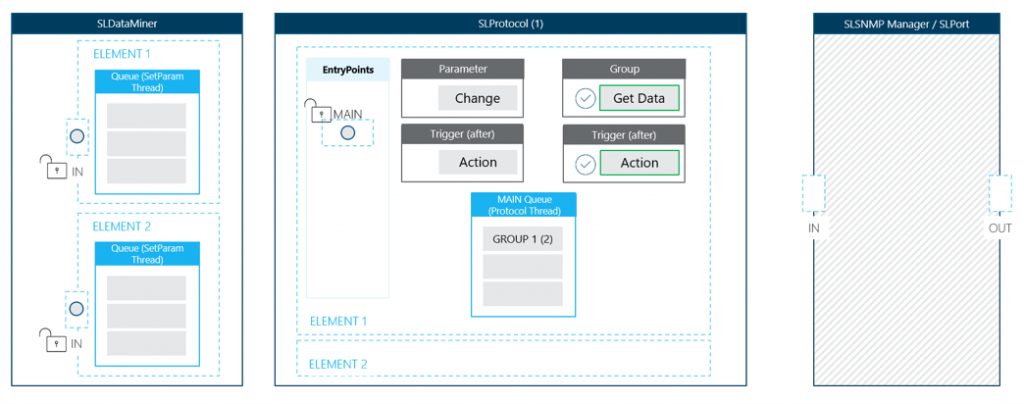 SLDataMiner
ELEMENT 1
Queue (SetParam
Thread)
IN
ELEMENT 2
Queue (SetParam
Thread)
IN
SLProtocol (1)
EntryPoints
MAIN
Parameter
Change
Group
Get Data
Trigger (after)
Action
Trigger (after)
Action
MAIN Queue
(Protocol Thread)
GROUP 1 (2)
ELEMENT 1
ELEMENT 2
SLSNMP Manager / SLPort
IN
OUT